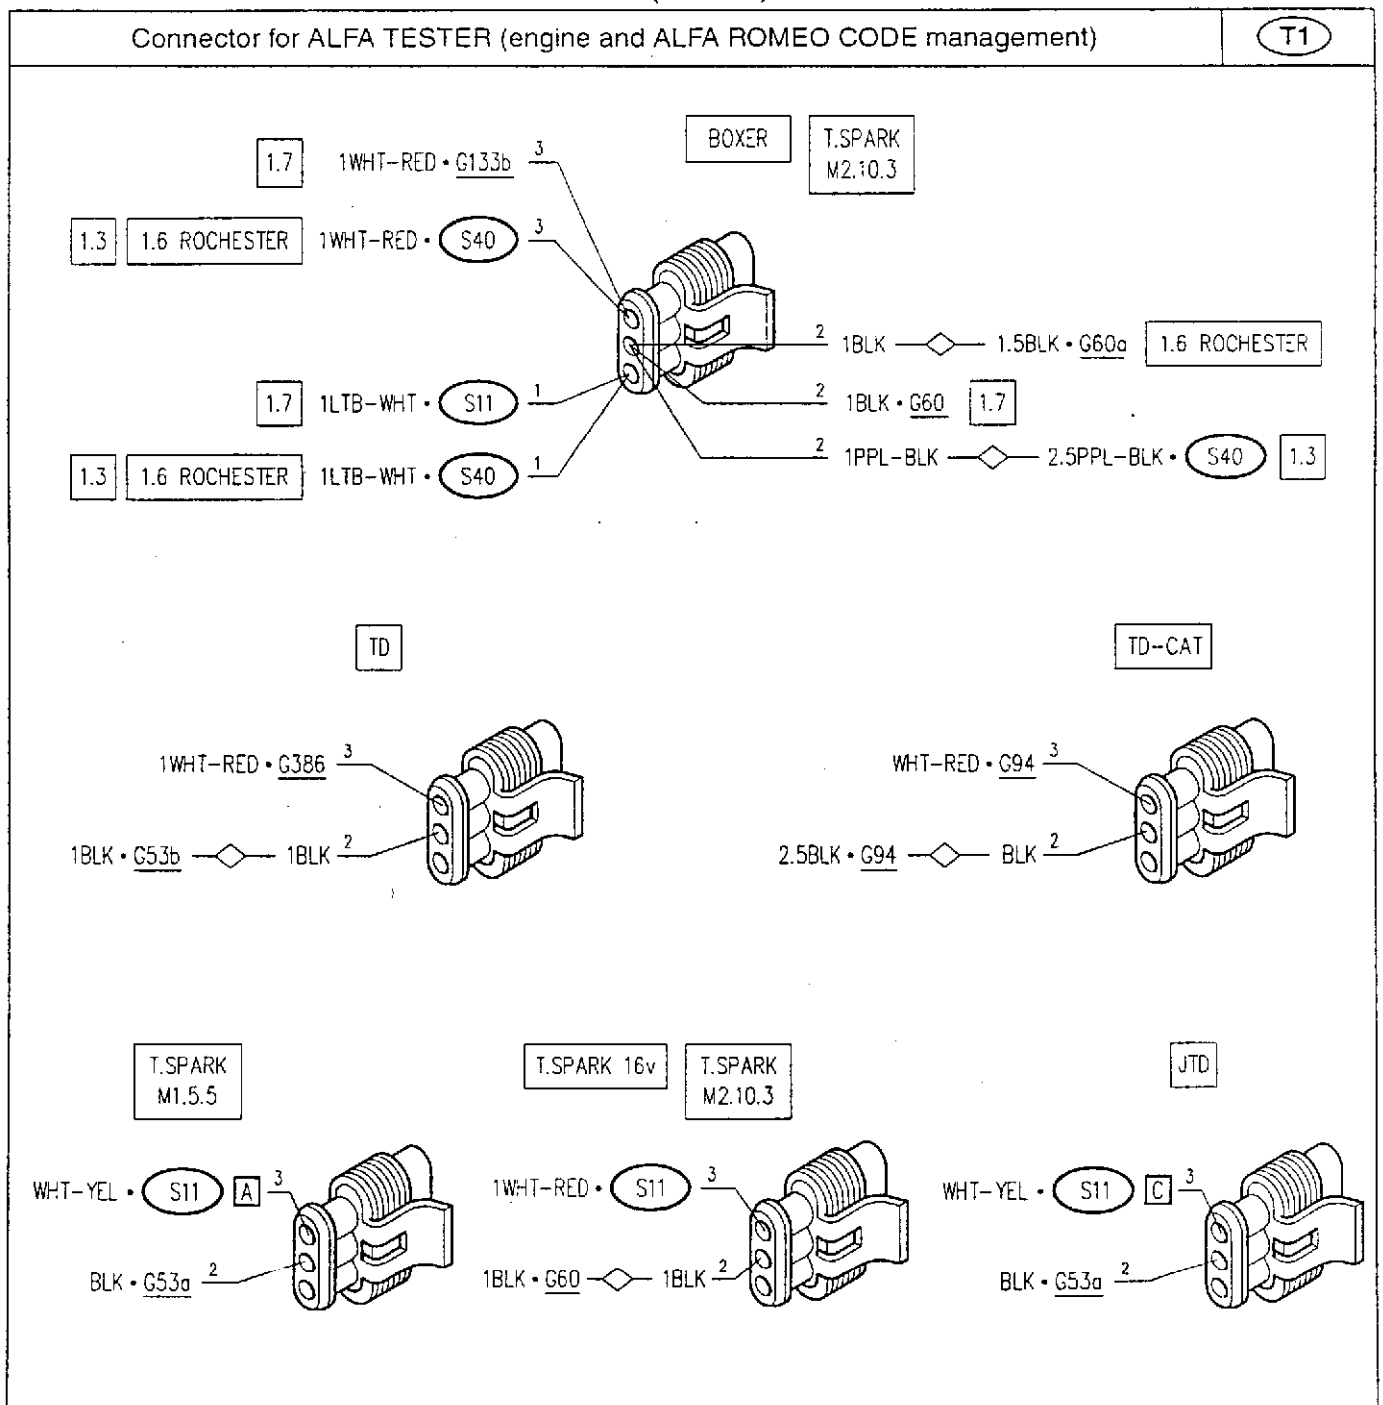 Connector for ALFA TESTER (engine and ALFA ROMEO CODE management) T1
BOXER T.SPARK
M2.10.3
1.7 1WHT-RED • G133b 3
1.3 1.6 ROCHESTER 1WHT-RED • S40 3
2 1BLK 1.5BLK • G60a 1.6 ROCHESTER
1.7 1LTB-WHT • S11 1
2 1BLK • G60 1.7
2 1PPL-BLK 2.5PPL-BLK • S40 1.3
1.3 1.6 ROCHESTER 1LTB-WHT • S40 1
TD
1WHT-RED • G386 3
1BLK • G53b 1BLK 2
TD-CAT
WHT-RED • G94 3
2.5BLK • G94 BLK 2
T.SPARK
M1.5.5
WHT-YEL • S11 A 3
BLK • G53a 2
T.SPARK 16v T.SPARK
M2.10.3
1WHT-RED • S11 3
1BLK • G60 1BLK 2
JTD
WHT-YEL • S11 C 3
BLK • G53a 2